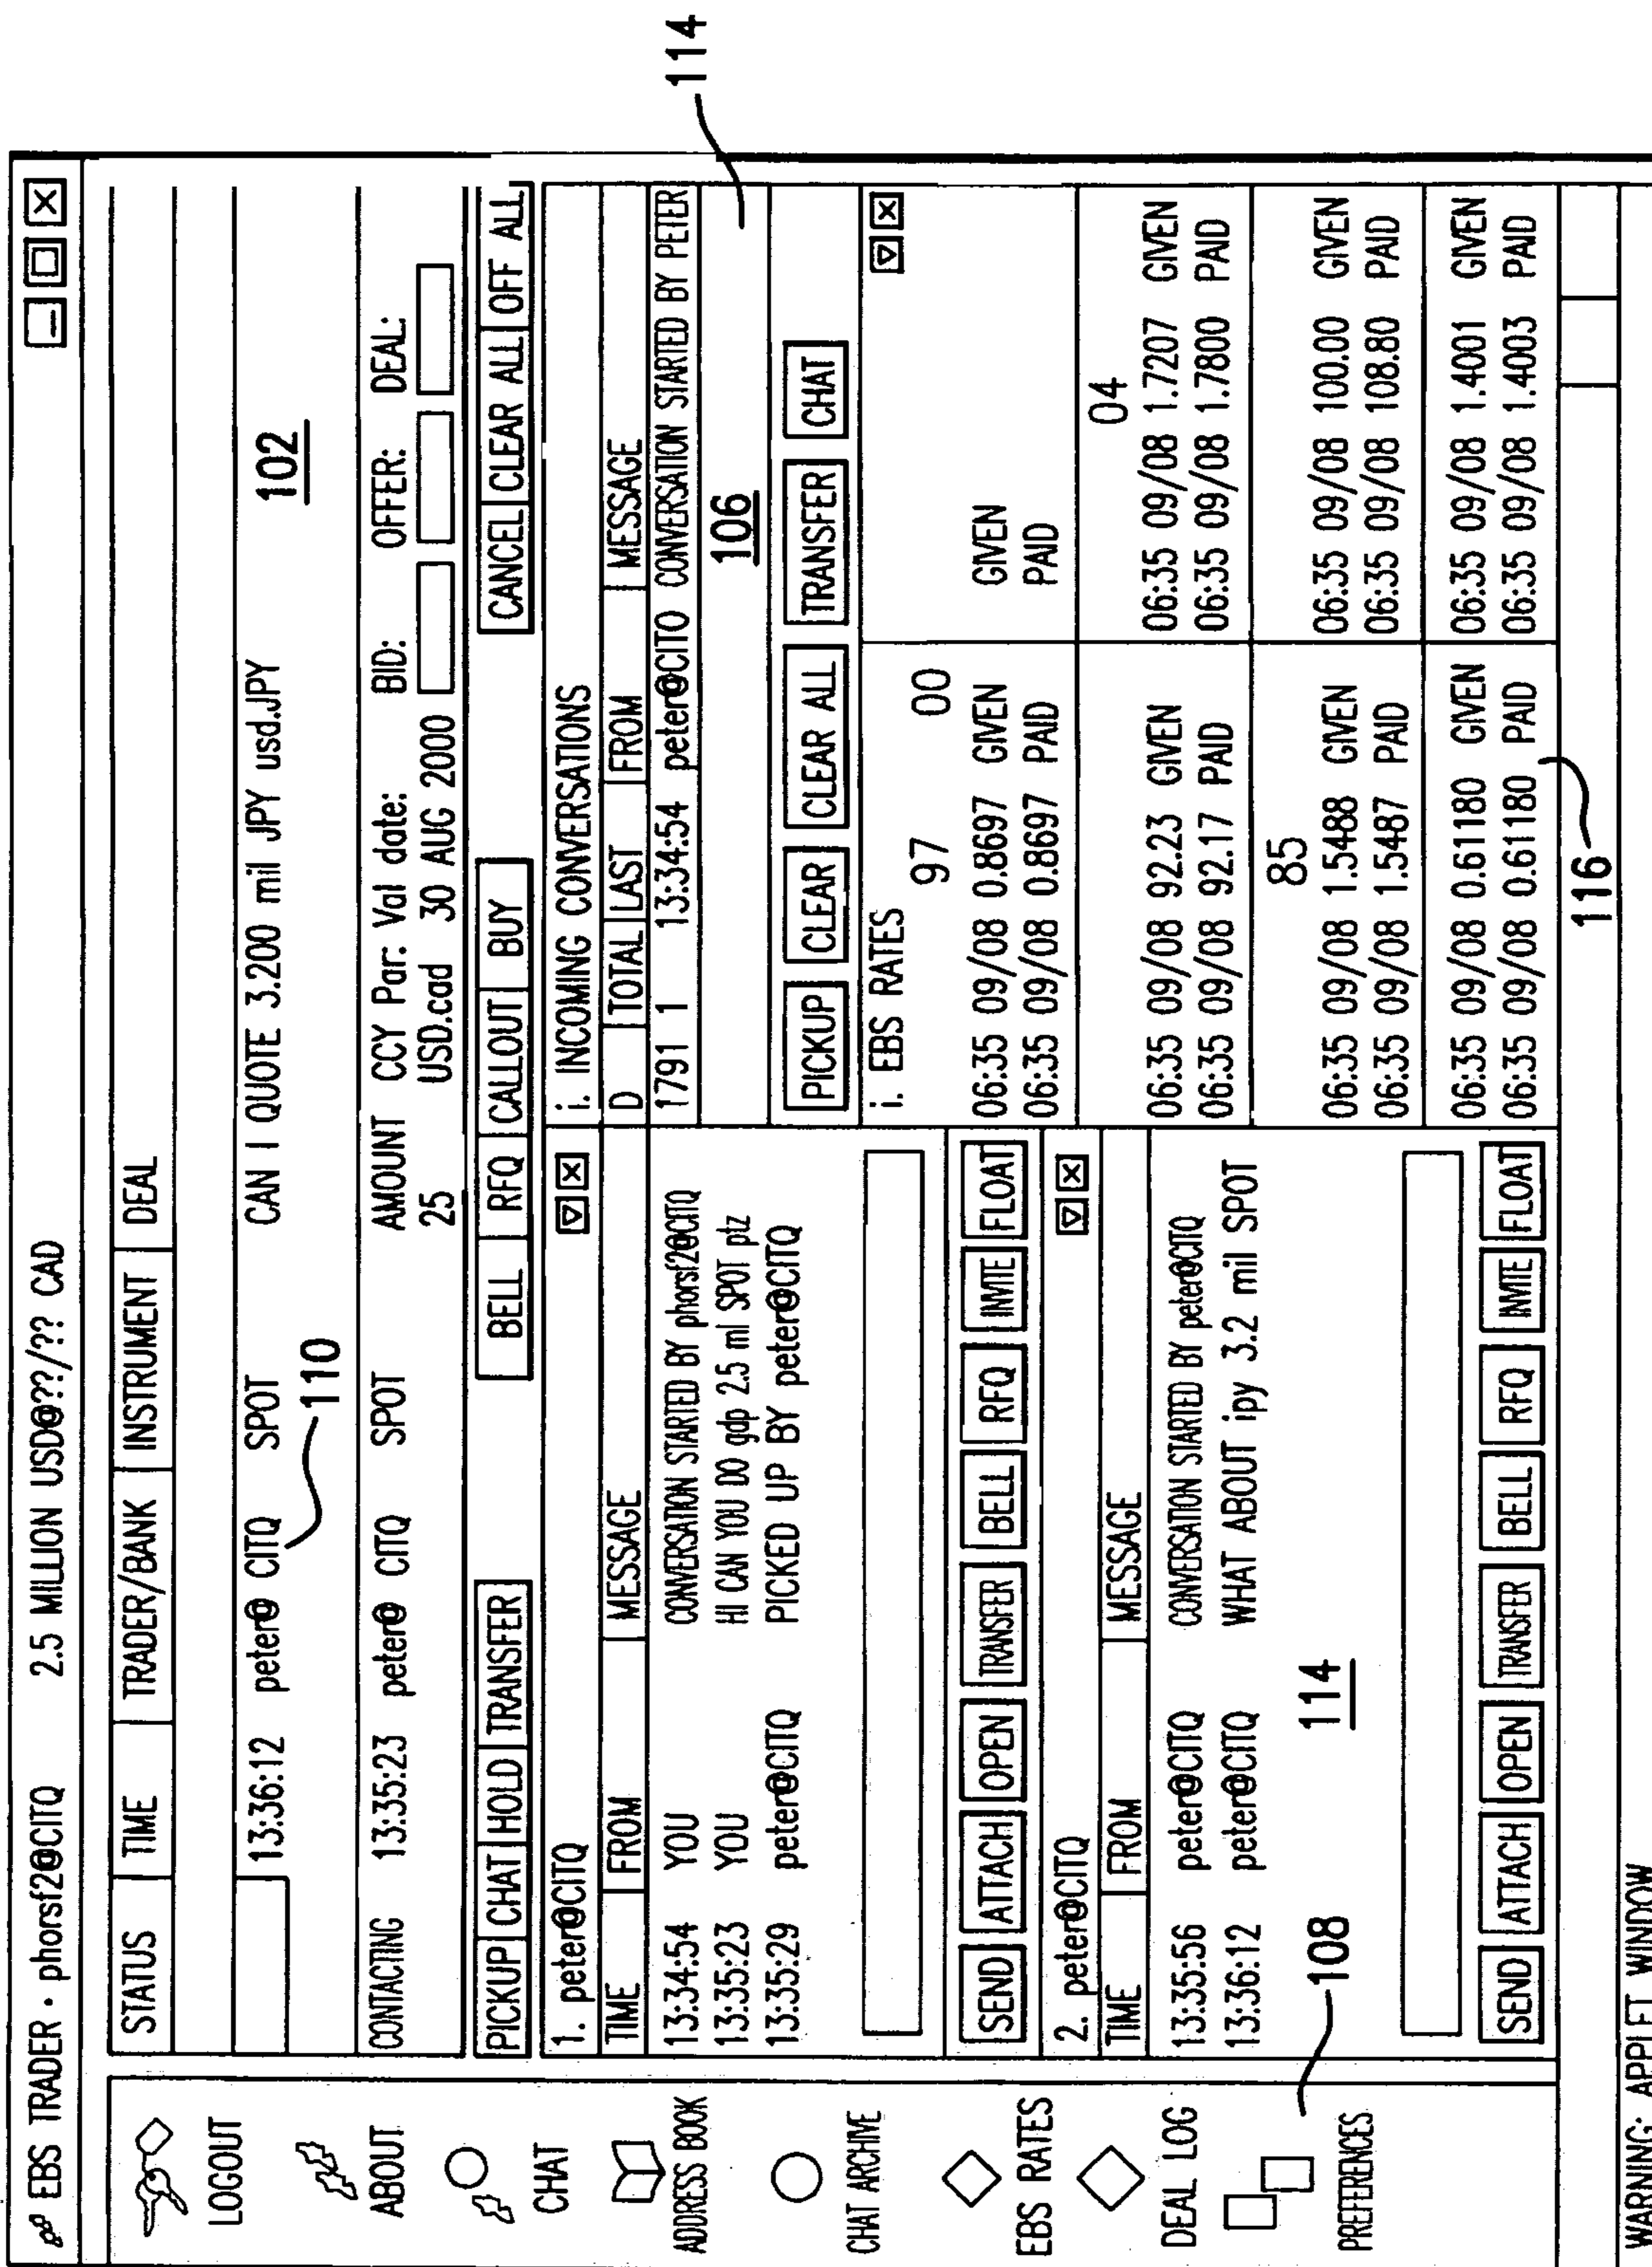 EBS TRADER · phorsf2@CITQ 2.5 MILLION USD@??/?? CAD
LOGOUT
ABOUT
CHAT
ADDRESS BOOK
CHAT ARCHIVE
EBS RATES
DEAL LOG
PREFERENCES
108
STATUS TIME TRADER/BANK INSTRUMENT DEAL
13:36:12 peter@ CITQ SPOT CAN I QUOTE 3.200 mil JPY usd.JPY
110
102
CONTACTING 13:35:23 peter@ CITQ SPOT AMOUNT CCY Par: Val date: BID: OFFER: DEAL:
25 USD.cad 30 AUG 2000
PICKUP CHAT HOLD TRANSFER BELL RFQ CALLOUT BUY CANCEL CLEAR ALL OFF ALL
1. peter@CITQ
TIME FROM MESSAGE
13:34:54 YOU CONVERSATION STARTED BY phorsf2@CITQ
13:35:23 YOU HI CAN YOU DO gdp 2.5 ml SPOT ptz
13:35:29 peter@CITQ PICKED UP BY peter@CITQ
SEND ATTACH OPEN TRANSFER BELL RFQ INVITE FLOAT
2. peter@CITQ
TIME FROM MESSAGE
13:35:56 peter@CITQ CONVERSATION STARTED BY peter@CITQ
13:36:12 peter@CITQ WHAT ABOUT ipy 3.2 mil SPOT
114
SEND ATTACH OPEN TRANSFER BELL RFQ INVITE FLOAT
i. INCOMING CONVERSATIONS
D TOTAL LAST FROM MESSAGE
1791 1 13:34:54 peter@CITO CONVERSATION STARTED BY PETER
106
114
PICKUP CLEAR CLEAR ALL TRANSFER CHAT
i. EBS RATES
97 00
06:35 09/08 0.8697 GIVEN GIVEN
06:35 09/08 0.8697 PAID PAID
04
06:35 09/08 92.23 GIVEN 06:35 09/08 1.7207 GIVEN
06:35 09/08 92.17 PAID 06:35 09/08 1.7800 PAID
85
06:35 09/08 1.5488 GIVEN 06:35 09/08 100.00 GIVEN
06:35 09/08 1.5487 PAID 06:35 09/08 108.80 PAID
06:35 09/08 0.61180 GIVEN 06:35 09/08 1.4001 GIVEN
06:35 09/08 0.61180 PAID 06:35 09/08 1.4003 PAID
116
WARNING: APPLET WINDOW